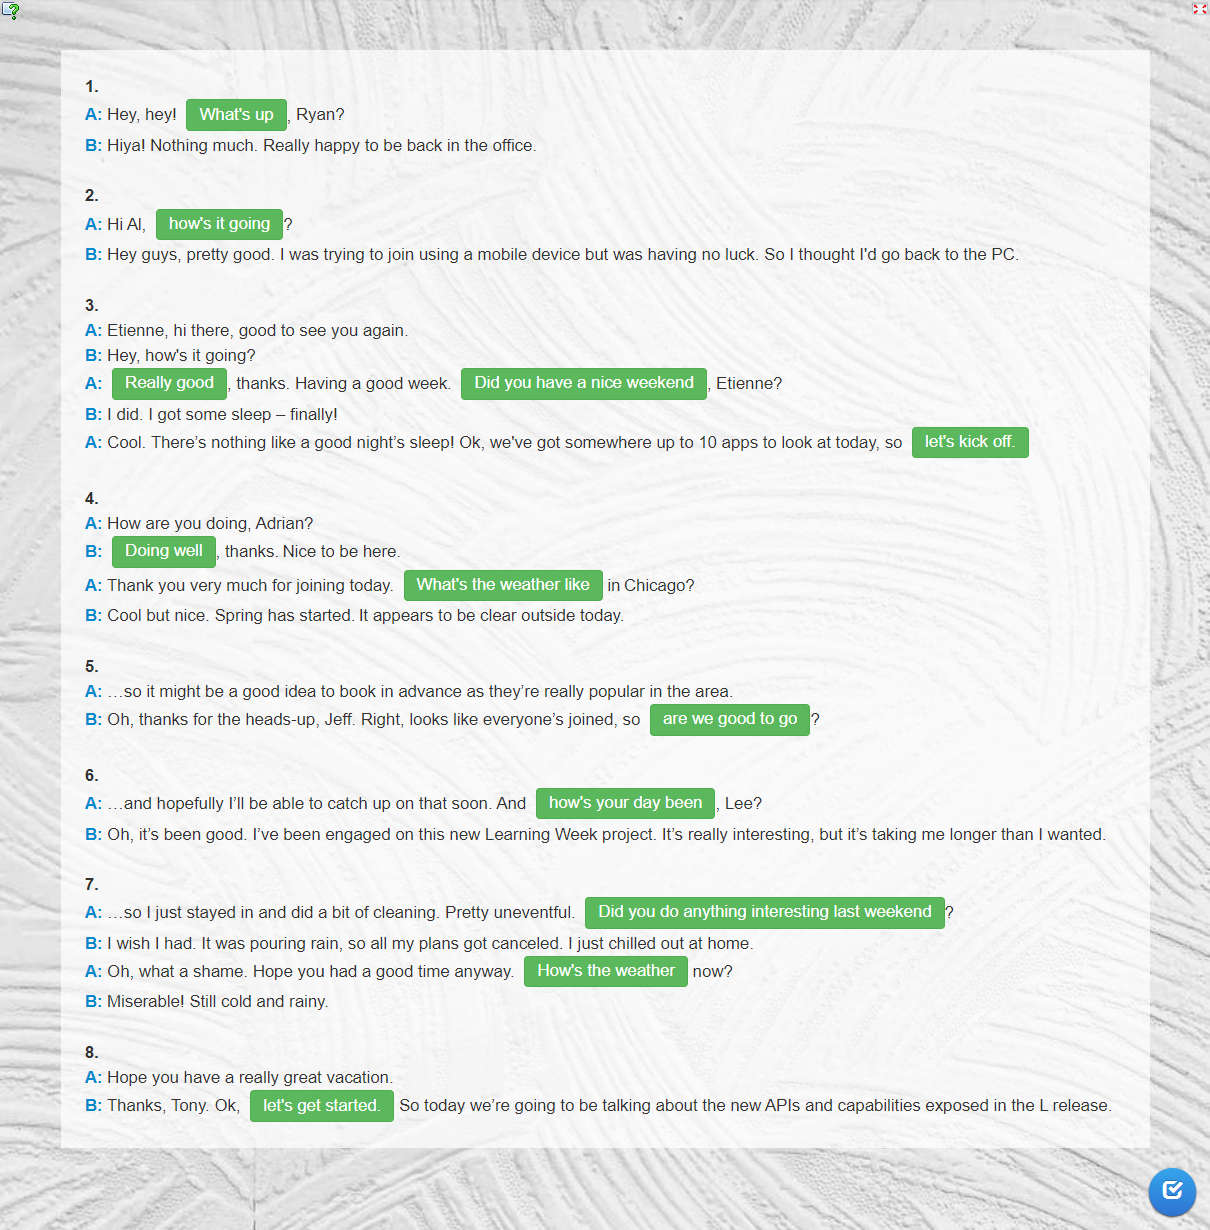 1.
A: Hey, hey! What's up, Ryan?
B: Hiya! Nothing much. Really happy to be back in the office.
2.
A: Hi Al, how's it going?
B: Hey guys, pretty good. I was trying to join using a mobile device but was having no luck. So I thought I'd go back to the PC.
3.
A: Etienne, hi there, good to see you again.
B: Hey, how's it going?
A: Really good, thanks. Having a good week. Did you have a nice weekend, Etienne?
B: I did. I got some sleep – finally!
A: Cool. There’s nothing like a good night’s sleep! Ok, we've got somewhere up to 10 apps to look at today, so let's kick off.
4.
A: How are you doing, Adrian?
B: Doing well, thanks. Nice to be here.
A: Thank you very much for joining today. What's the weather like in Chicago?
B: Cool but nice. Spring has started. It appears to be clear outside today.
5.
A: …so it might be a good idea to book in advance as they’re really popular in the area.
B: Oh, thanks for the heads-up, Jeff. Right, looks like everyone’s joined, so are we good to go?
6.
A: …and hopefully I’ll be able to catch up on that soon. And how's your day been, Lee?
B: Oh, it’s been good. I’ve been engaged on this new Learning Week project. It’s really interesting, but it’s taking me longer than I wanted.
7.
A: …so I just stayed in and did a bit of cleaning. Pretty uneventful. Did you do anything interesting last weekend?
B: I wish I had. It was pouring rain, so all my plans got canceled. I just chilled out at home.
A: Oh, what a shame. Hope you had a good time anyway. How's the weather now?
B: Miserable! Still cold and rainy.
8.
A: Hope you have a really great vacation.
B: Thanks, Tony. Ok, let's get started. So today we’re going to be talking about the new APIs and capabilities exposed in the L release.